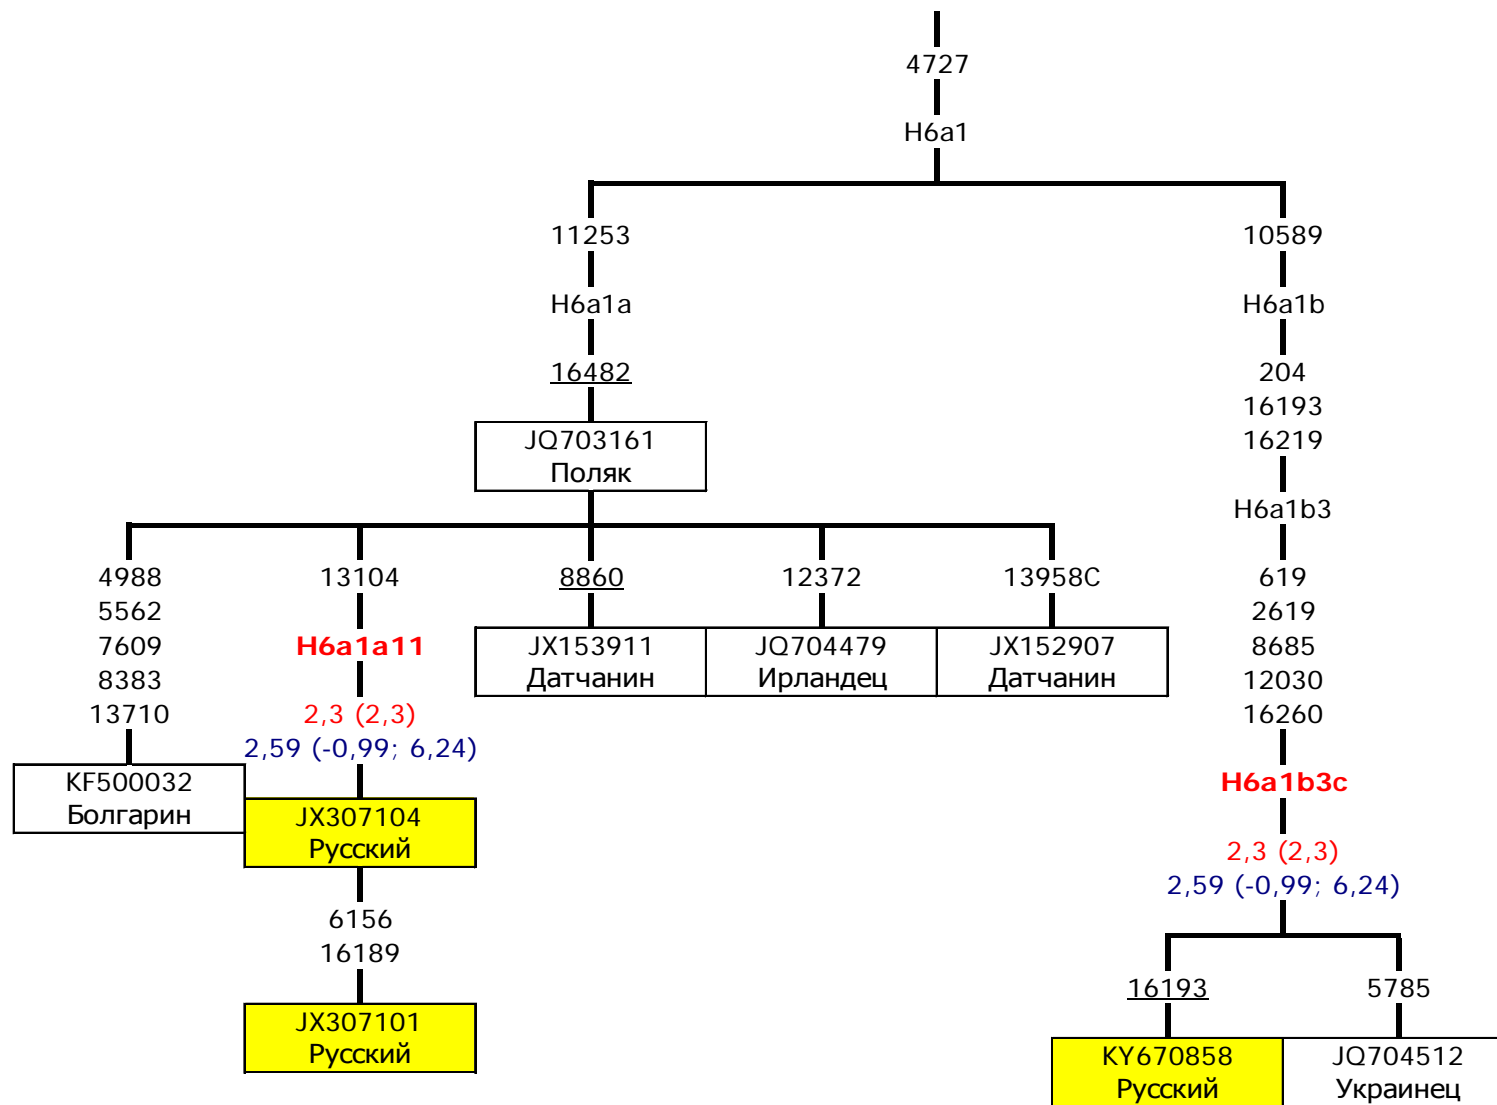 4727
H6a1
11253
10589
H6a1a
H6a1b
16482
204
16193
16219
JQ703161
Поляк
H6a1b3
4988
5562
7609
8383
13710
KF500032
Болгарин
13104
H6a1a11
2,3 (2,3)
2,59 (-0,99; 6,24)
JX307104
Русский
6156
16189
JX307101
Русский
8860
JX153911
Датчанин
12372
JQ704479
Ирландец
13958C
JX152907
Датчанин
619
2619
8685
12030
16260
H6a1b3c
2,3 (2,3)
2,59 (-0,99; 6,24)
16193
KY670858
Русский
5785
JQ704512
Украинец